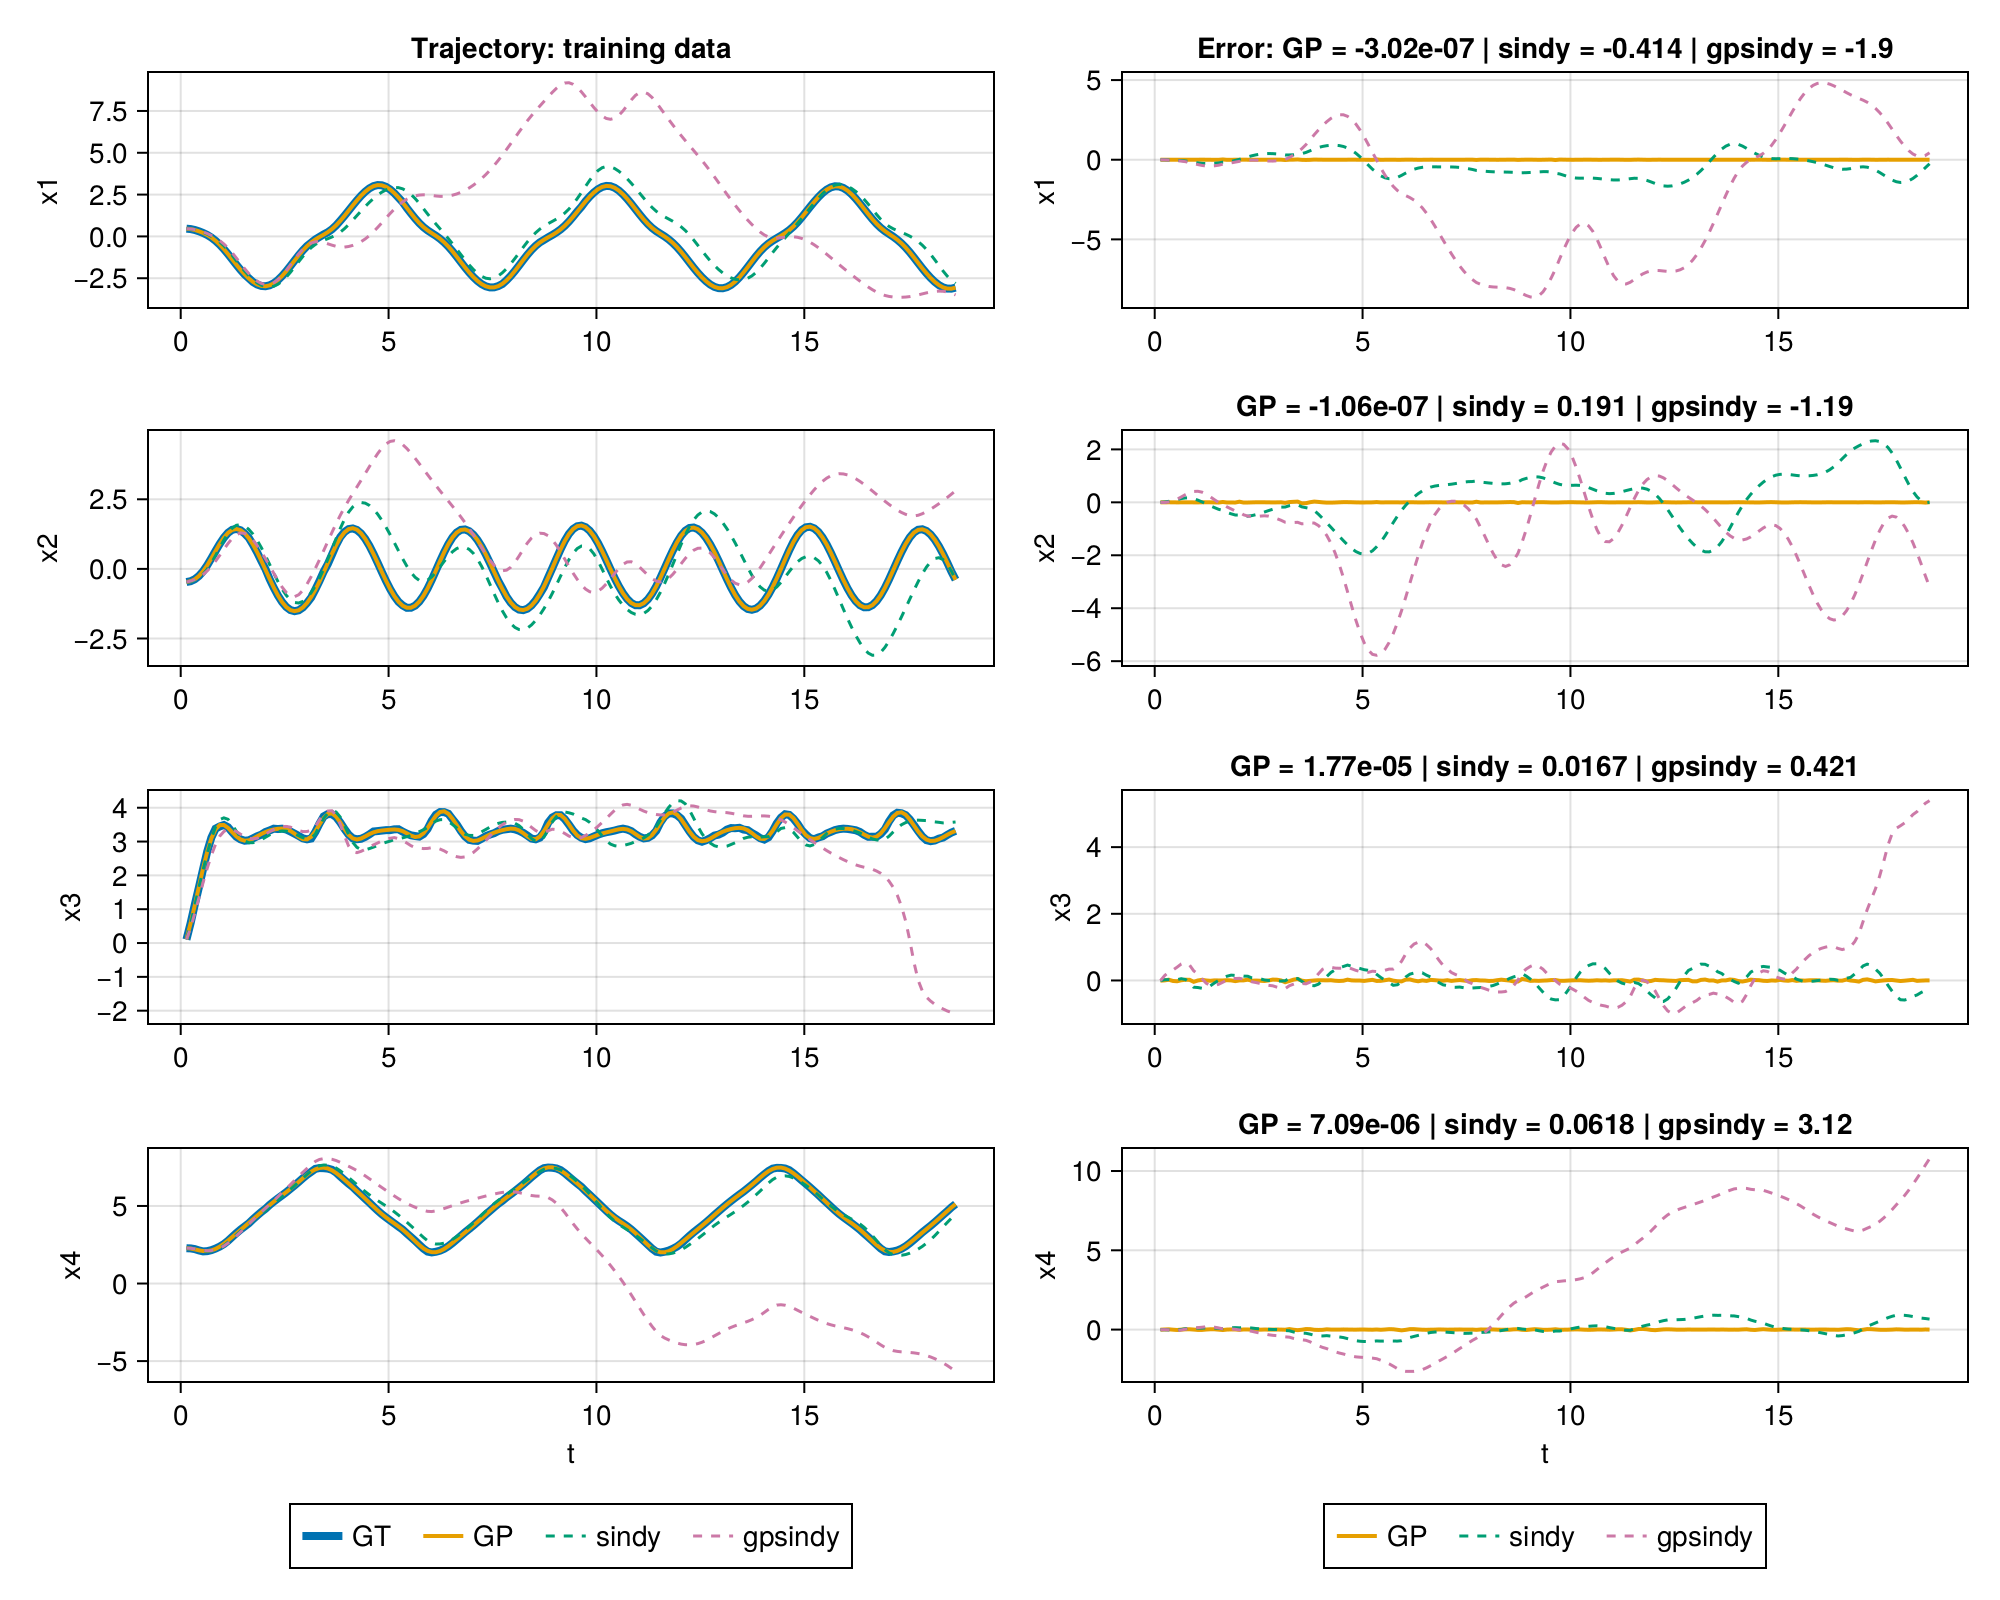 Trajectory: training data
Error: GP = -3.02e-07 | sindy = -0.414 | gpsindy = -1.9
x1
7.5
5.0
2.5
0.0
−2.5
0 5 10 15
x1
5
0
−5
0 5 10 15
GP = -1.06e-07 | sindy = 0.191 | gpsindy = -1.19
x2
2.5
0.0
−2.5
0 5 10 15
x2
2
0
−2
−4
−6
0 5 10 15
GP = 1.77e-05 | sindy = 0.0167 | gpsindy = 0.421
x3
4
3
2
1
0
−1
−2
0 5 10 15
x3
4
2
0
0 5 10 15
GP = 7.09e-06 | sindy = 0.0618 | gpsindy = 3.12
x4
5
0
−5
0 5 10 15
t
x4
10
5
0
0 5 10 15
t
GT GP sindy gpsindy
GP sindy gpsindy